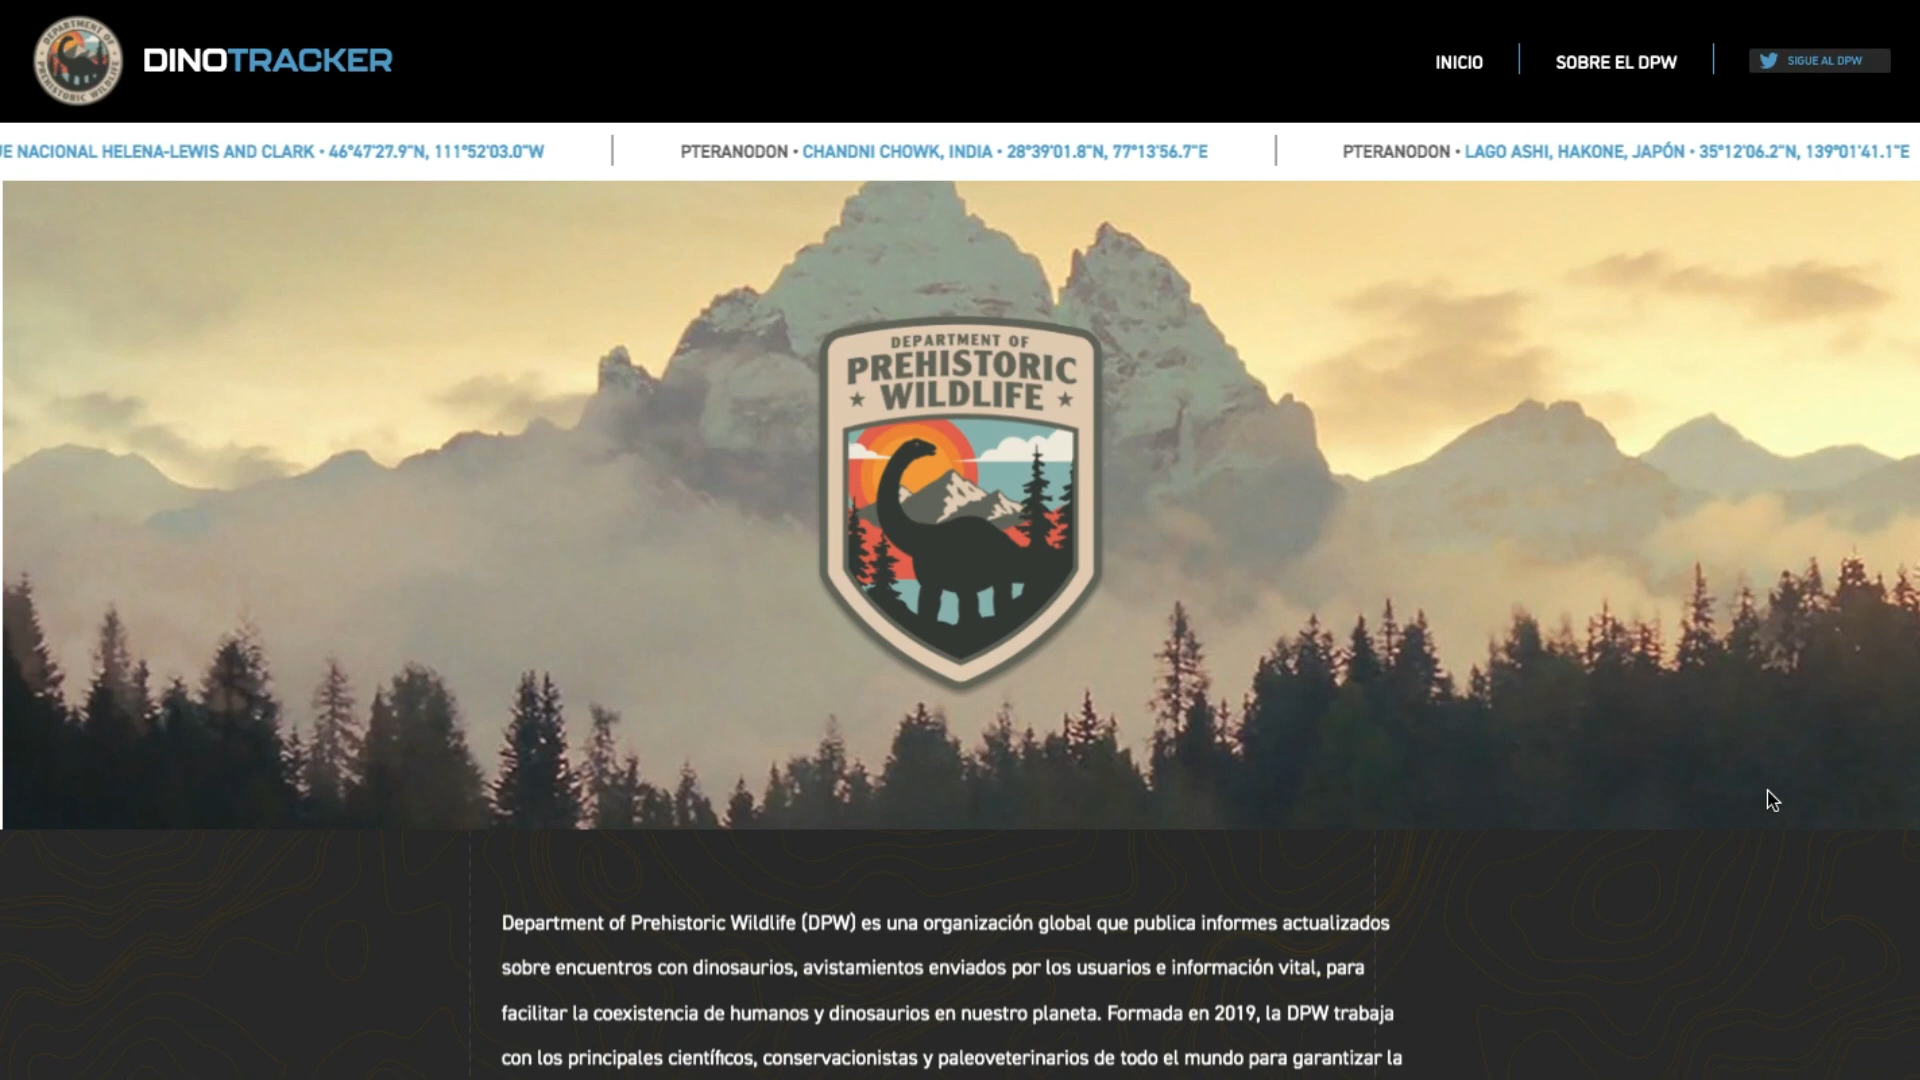 DEPARTMENT OF
PREHISTORIC WILDLIFE
DINOTRACKER
INICIO
SOBRE EL DPW
SIGUE AL DPW
NACIONAL HELENA-LEWIS AND CLARK • 46°47'27.9"N, 111°52'03.0"W
PTERANODON • CHANDNI CHOWK, INDIA • 28°39'01.8"N, 77°13'56.7"E
PTERANODON • LAGO ASHI, HAKONE, JAPÓN • 35°12'06.2"N, 139°01'41.1"E
DEPARTMENT OF
PREHISTORIC
WILDLIFE
Department of Prehistoric Wildlife (DPW) es una organización global que publica informes actualizados
sobre encuentros con dinosaurios, avistamientos enviados por los usuarios e información vital, para
facilitar la coexistencia de humanos y dinosaurios en nuestro planeta. Formada en 2019, la DPW trabaja
con los principales científicos, conservacionistas y paleoveterinarios de todo el mundo para garantizar la